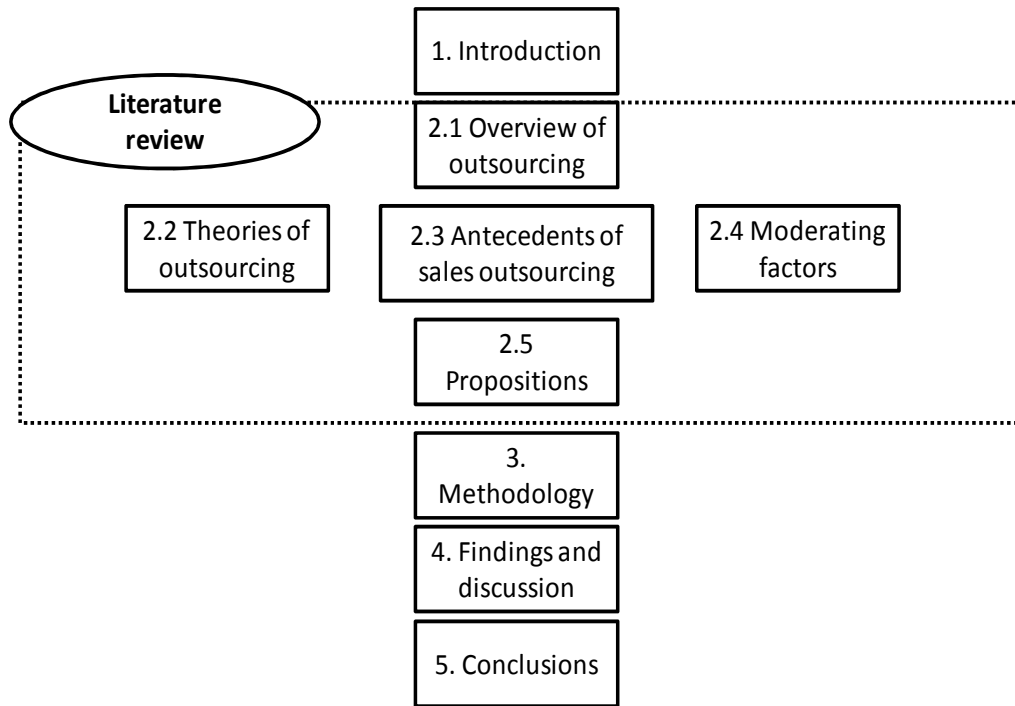 1. Introduction
Literature
review
2.1 Overview of
outsourcing
2.2 Theories of
outsourcing
2.3 Antecedents of
sales outsourcing
2.4 Moderating
factors
2.5
Propositions
3.
Methodology
4. Findings and
discussion
5. Conclusions